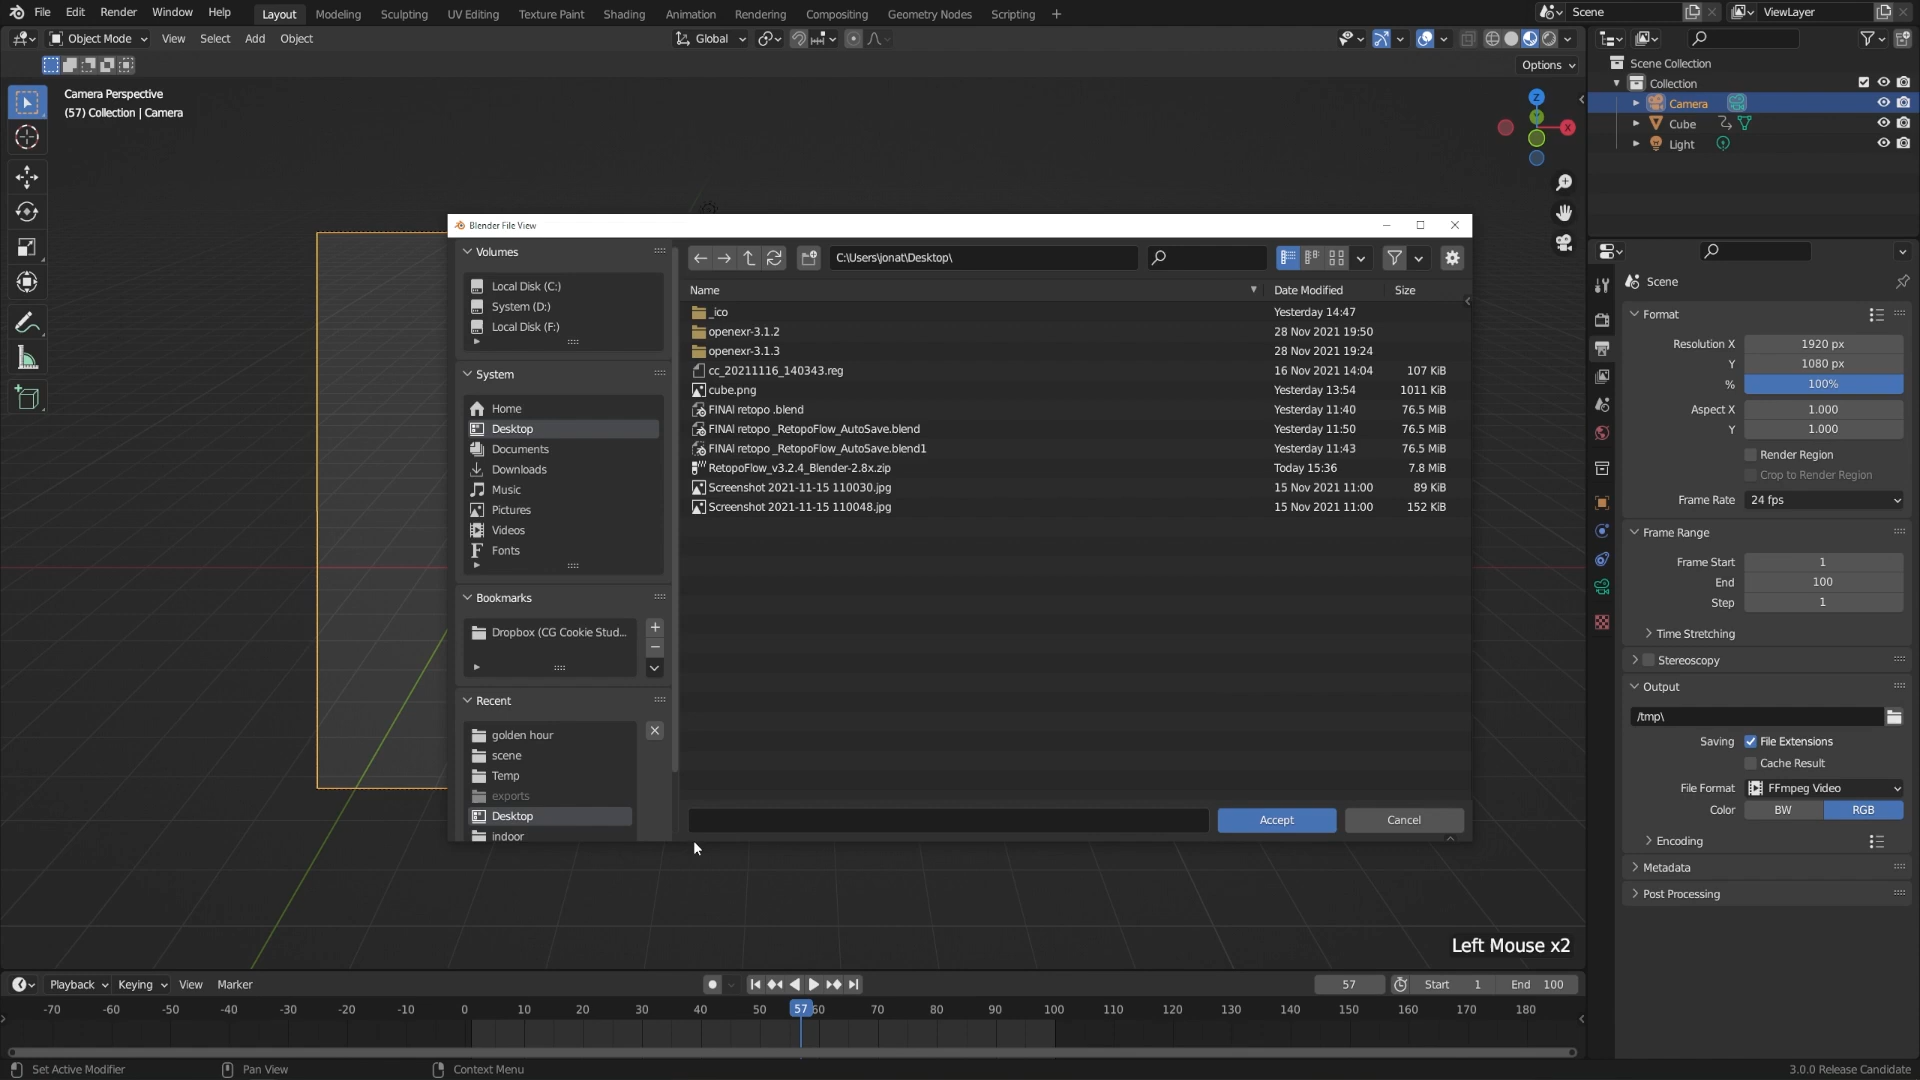 File Edit Render Window Help Layout Modeling Sculpting UV Editing Texture Paint Shading Animation Rendering Compositing Geometry Nodes Scripting + Scene ViewLayer
Object Mode View Select Add Object Global
Options
Camera Perspective
(57) Collection | Camera
Z
X
Scene Collection
Collection
Camera
Cube
Light
Blender File View
Volumes
Local Disk (C:)
System (D:)
Local Disk (F:)
System
Home
Desktop
Documents
Downloads
Music
Pictures
Videos
Fonts
Bookmarks
Dropbox (CG Cookie Stud...
Recent
golden hour
scene
Temp
exports
Desktop
indoor
C:\Users\jonat\Desktop\
Name Date Modified Size
_ico Yesterday 14:47
openexr-3.1.2 28 Nov 2021 19:50
openexr-3.1.3 28 Nov 2021 19:24
cc_20211116_140343.reg 16 Nov 2021 14:04 107 KiB
cube.png Yesterday 13:54 1011 KiB
FINAl retopo .blend Yesterday 11:40 76.5 MiB
FINAl retopo _RetopoFlow_AutoSave.blend Yesterday 11:50 76.5 MiB
FINAl retopo _RetopoFlow_AutoSave.blend1 Yesterday 11:43 76.5 MiB
RetopoFlow_v3.2.4_Blender-2.8x.zip Today 15:36 7.8 MiB
Screenshot 2021-11-15 110030.jpg 15 Nov 2021 11:00 89 KiB
Screenshot 2021-11-15 110048.jpg 15 Nov 2021 11:00 152 KiB
Accept Cancel
Scene
Format
Resolution X 1920 px
Y 1080 px
% 100%
Aspect X 1.000
Y 1.000
Render Region
Crop to Render Region
Frame Rate 24 fps
Frame Range
Frame Start 1
End 100
Step 1
Time Stretching
Stereoscopy
Output
/tmp\
Saving File Extensions
Cache Result
File Format FFmpeg Video
Color BW RGB
Encoding
Metadata
Post Processing
Left Mouse x2
Playback Keying View Marker 57 Start 1 End 100
-70 -60 -50 -40 -30 -20 -10 0 10 20 30 40 50 57 60 70 80 90 100 110 120 130 140 150 160 170 180
Set Active Modifier Pan View Context Menu 3.0.0 Release Candidate